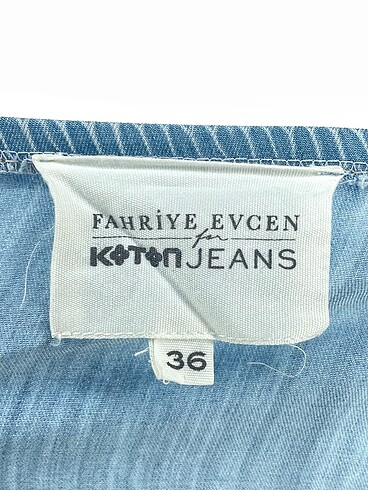 FAHRİYE EVCEN
for
KOTON JEANS
36